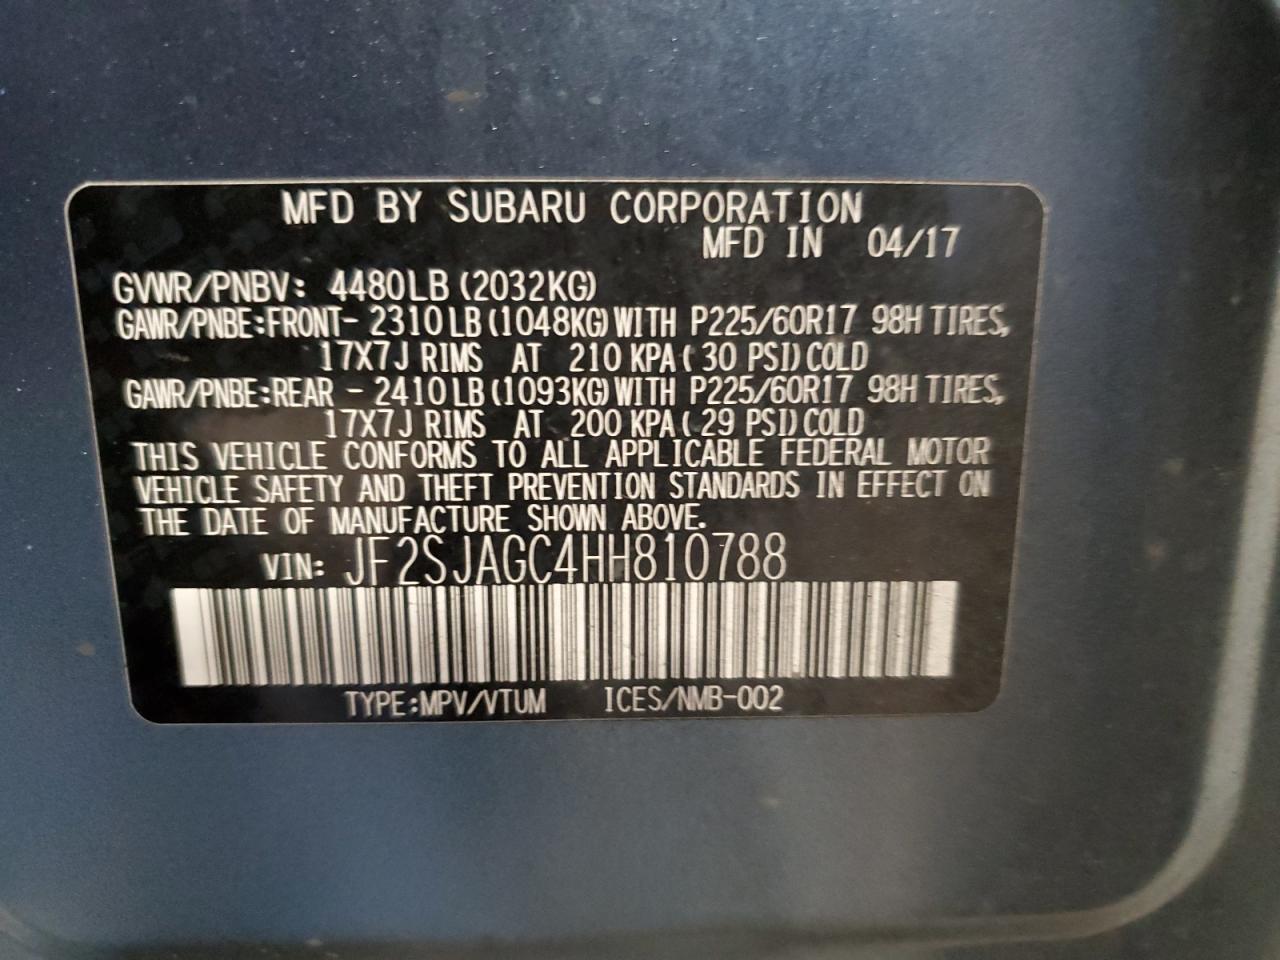 MFD BY SUBARU CORPORATION
MFD IN 04/17
GVWR/PNBV: 4480LB (2032KG)
GAWR/PNBE:FRONT- 2310LB(1048KG)WITH P225/60R17 98H TIRES,
17X7J RIMS AT 210 KPA( 30 PSI)COLD
GAWR/PNBE:REAR - 2410LB(1093KG)WITH P225/60R17 98H TIRES,
17X7J RIMS AT 200 KPA( 29 PSI)COLD
THIS VEHICLE CONFORMS TO ALL APPLICABLE FEDERAL MOTOR
VEHICLE SAFETY AND THEFT PREVENTION STANDARDS IN EFFECT ON
THE DATE OF MANUFACTURE SHOWN ABOVE.
VIN: JF2SJAGC4HH810788
TYPE:MPV/VTUM ICES/NMB-002